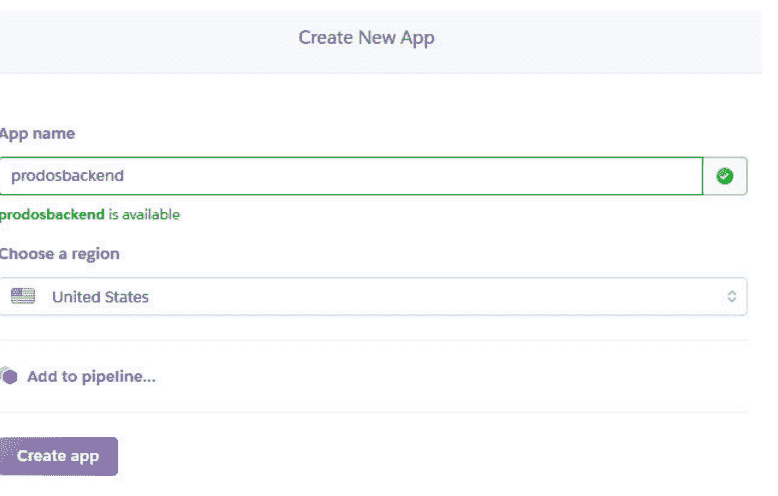 Create New App
App name
prodosbackend
prodosbackend is available
Choose a region
United States
Add to pipeline...
Create app